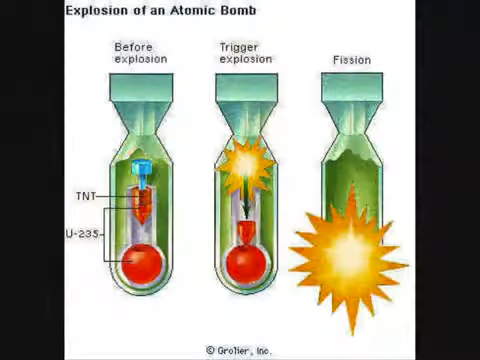 Explosion of an Atomic Bomb
Before
explosion
Trigger
explosion
Fission
TNT
U-235
© Grolier, Inc.